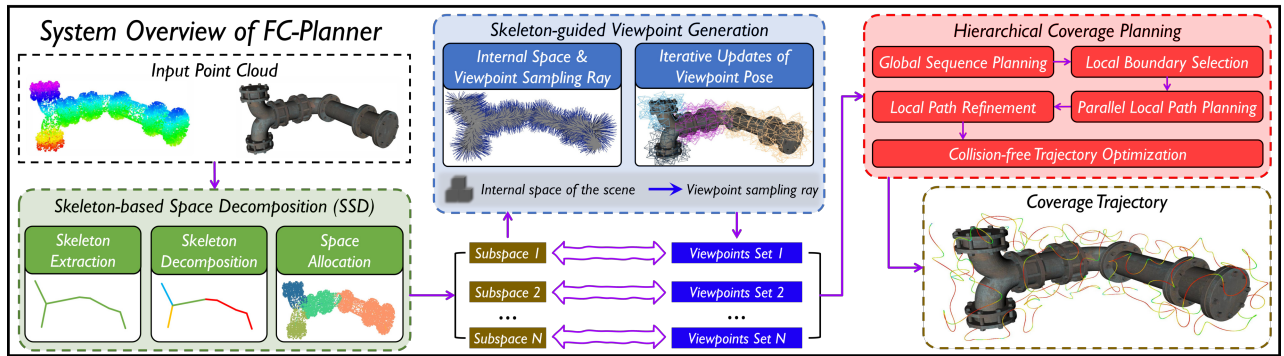 System Overview of FC-Planner
Input Point Cloud
Skeleton-based Space Decomposition (SSD)
Skeleton
Extraction
Skeleton
Decomposition
Space
Allocation
Skeleton-guided Viewpoint Generation
Internal Space &
Viewpoint Sampling Ray
Iterative Updates of
Viewpoint Pose
Internal space of the scene
Viewpoint sampling ray
Subspace 1
Viewpoints Set 1
Subspace 2
Viewpoints Set 2
...
...
Subspace N
Viewpoints Set N
Hierarchical Coverage Planning
Global Sequence Planning
Local Boundary Selection
Local Path Refinement
Parallel Local Path Planning
Collision-free Trajectory Optimization
Coverage Trajectory